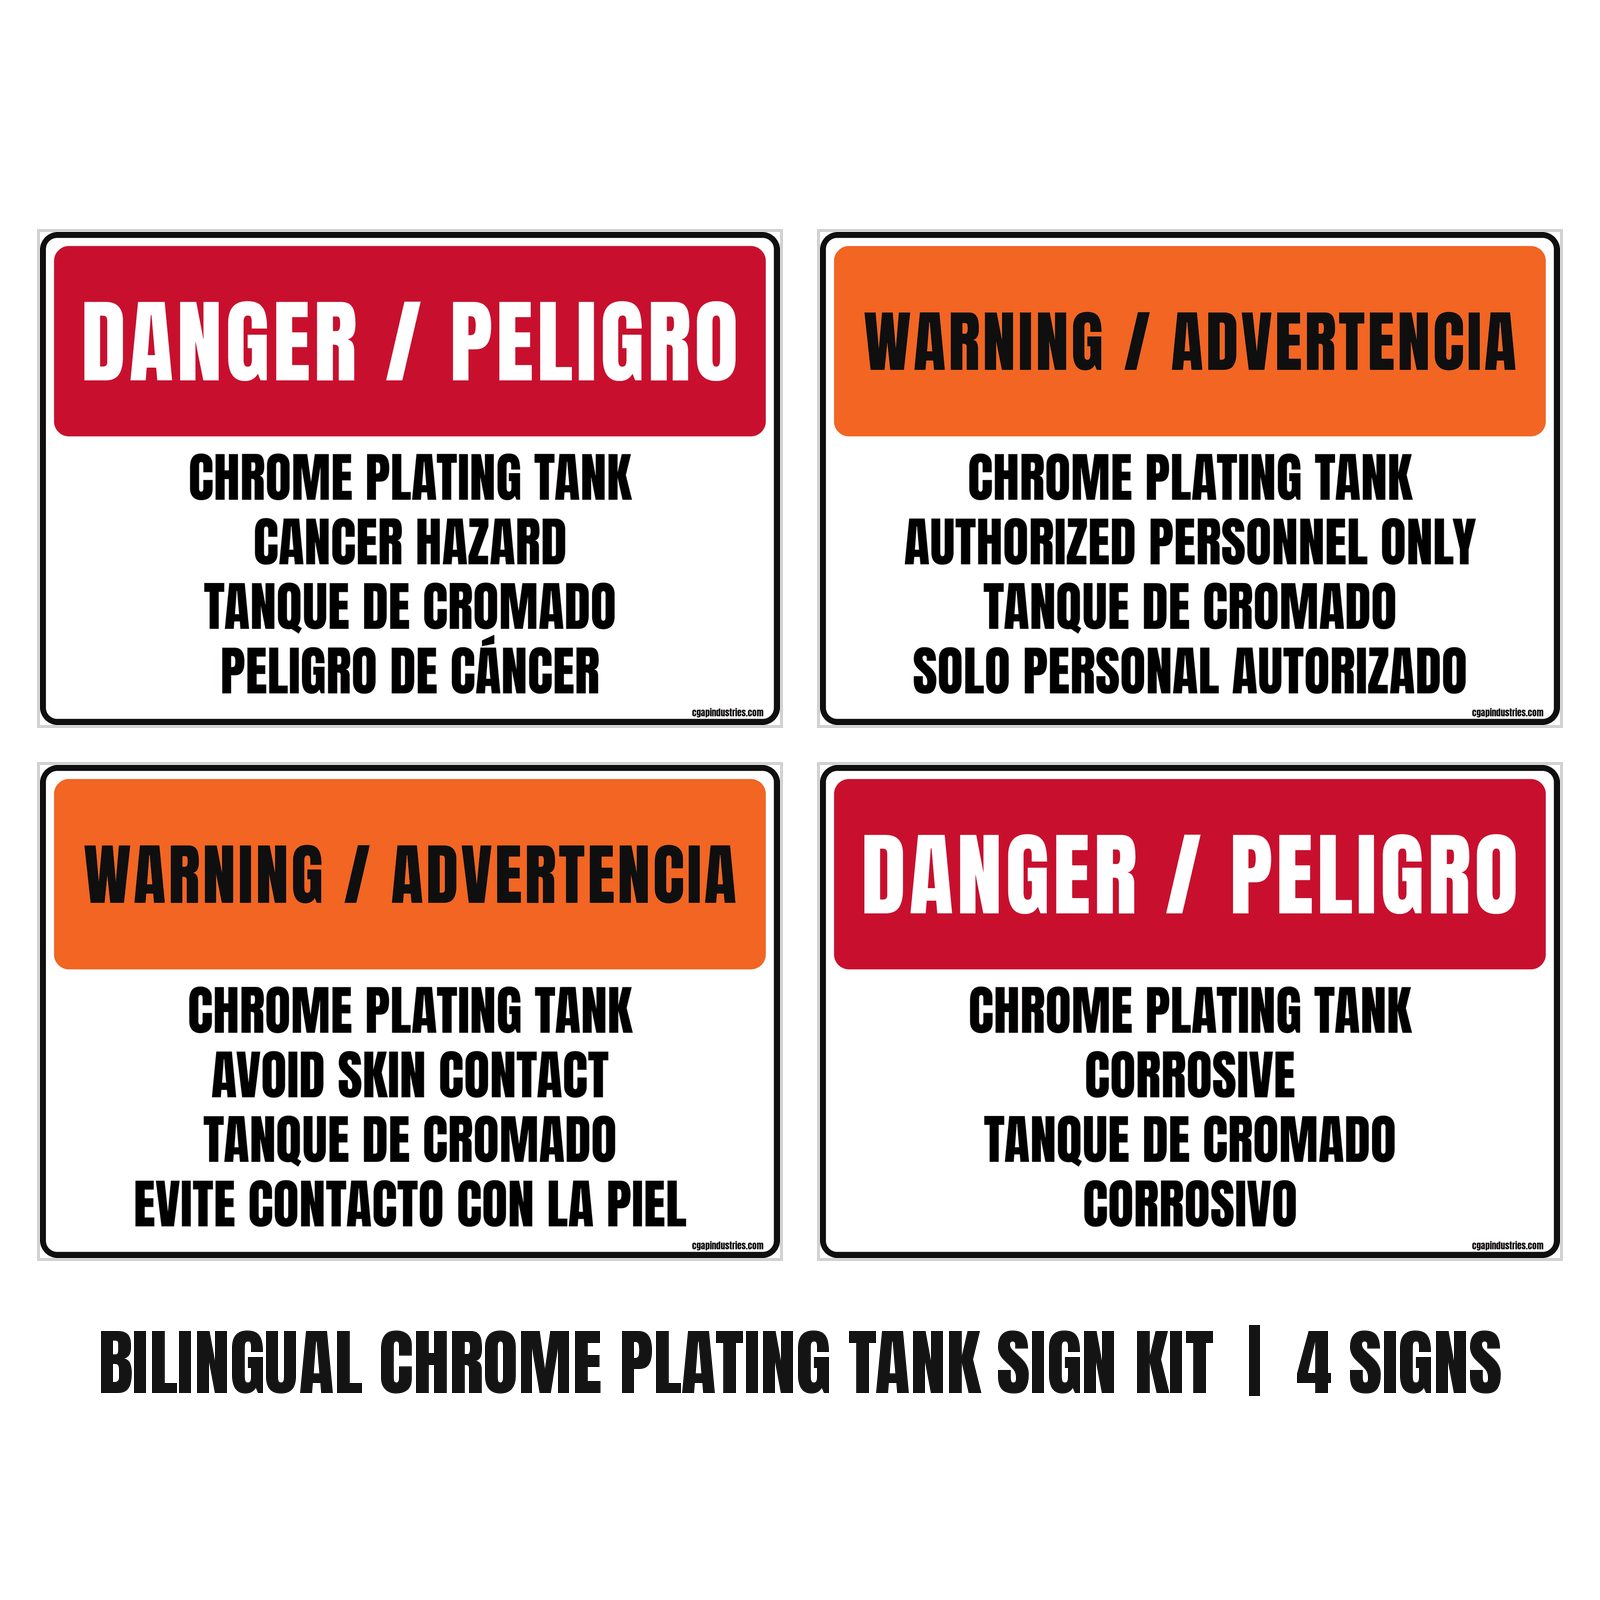 DANGER / PELIGRO
CHROME PLATING TANK
CANCER HAZARD
TANQUE DE CROMADO
PELIGRO DE CÁNCER
cgapindustries.com
WARNING / ADVERTENCIA
CHROME PLATING TANK
AUTHORIZED PERSONNEL ONLY
TANQUE DE CROMADO
SOLO PERSONAL AUTORIZADO
cgapindustries.com
WARNING / ADVERTENCIA
CHROME PLATING TANK
AVOID SKIN CONTACT
TANQUE DE CROMADO
EVITE CONTACTO CON LA PIEL
cgapindustries.com
DANGER / PELIGRO
CHROME PLATING TANK
CORROSIVE
TANQUE DE CROMADO
CORROSIVO
cgapindustries.com
BILINGUAL CHROME PLATING TANK SIGN KIT | 4 SIGNS